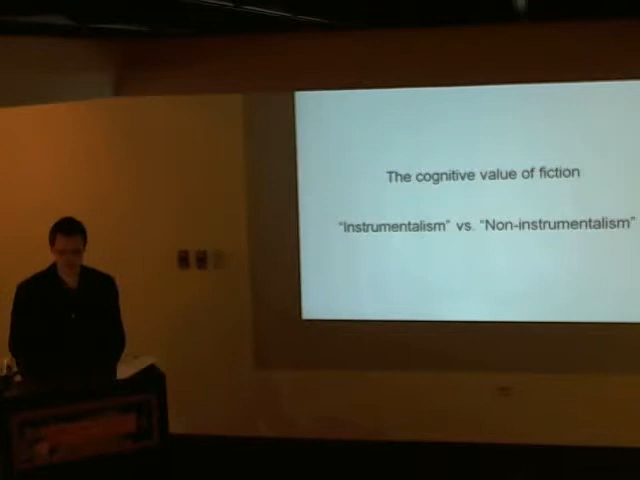 The cognitive value of fiction
"Instrumentalism" vs. "Non-instrumentalism"